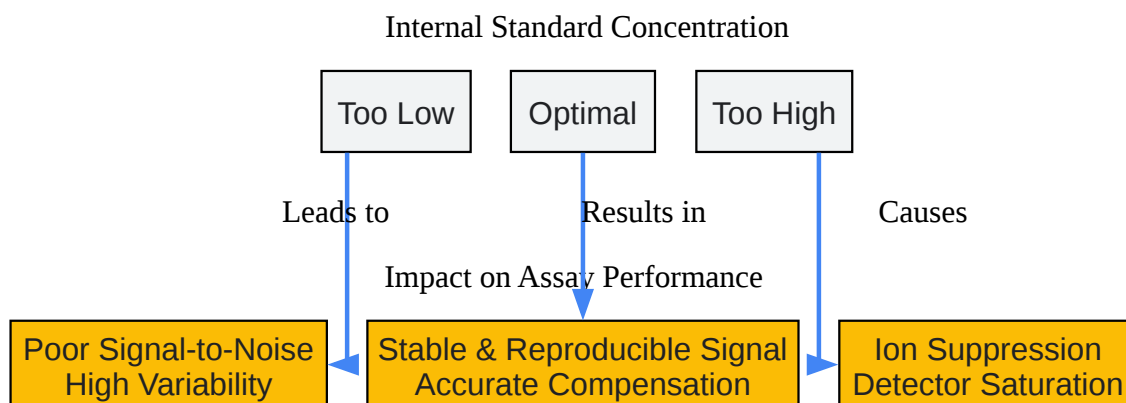 Internal Standard Concentration
Too Low
Optimal
Too High
Leads to
Results in
Causes
Impact on Assay Performance
Poor Signal-to-Noise
High Variability
Stable & Reproducible Signal
Accurate Compensation
Ion Suppression
Detector Saturation